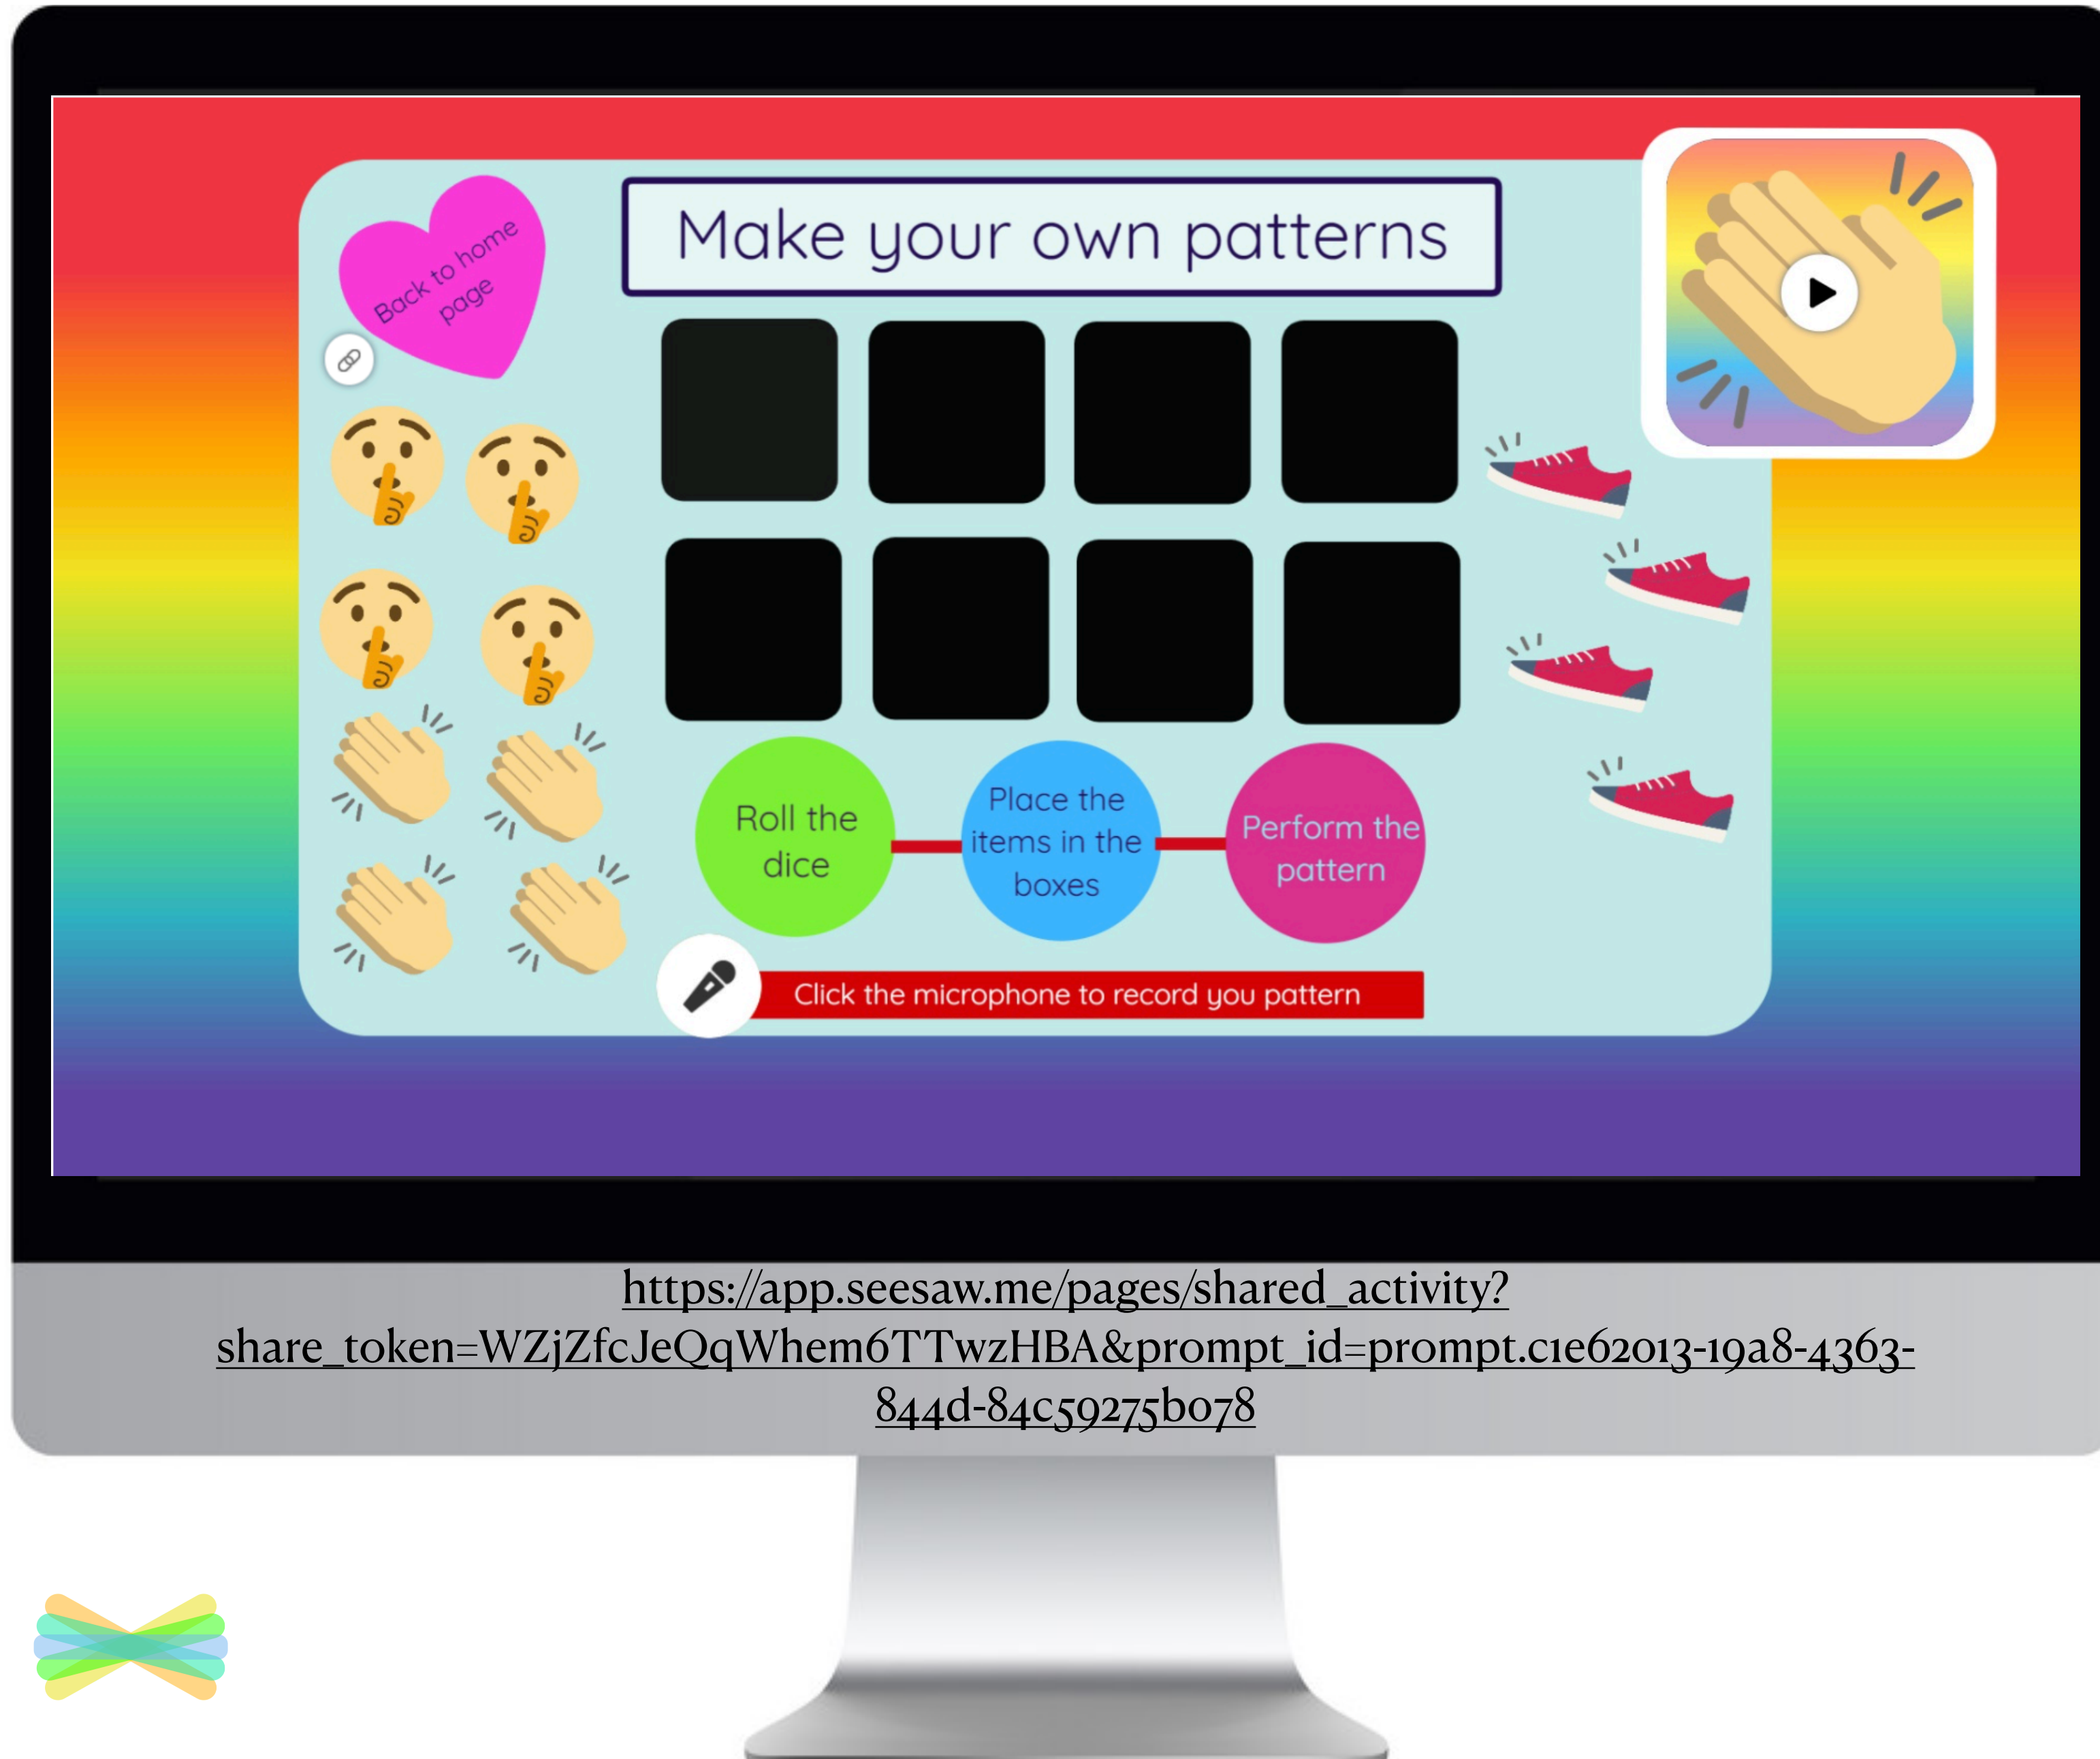 Back to home
page
Make your own patterns
Roll the
dice
Place the
items in the
boxes
Perform the
pattern
Click the microphone to record you pattern
https://app.seesaw.me/pages/shared_activity?
share_token=WZjZfcJeQqWhem6TTwzHBA&prompt_id=prompt.c1e62013-19a8-4363-
844d-84c59275b078